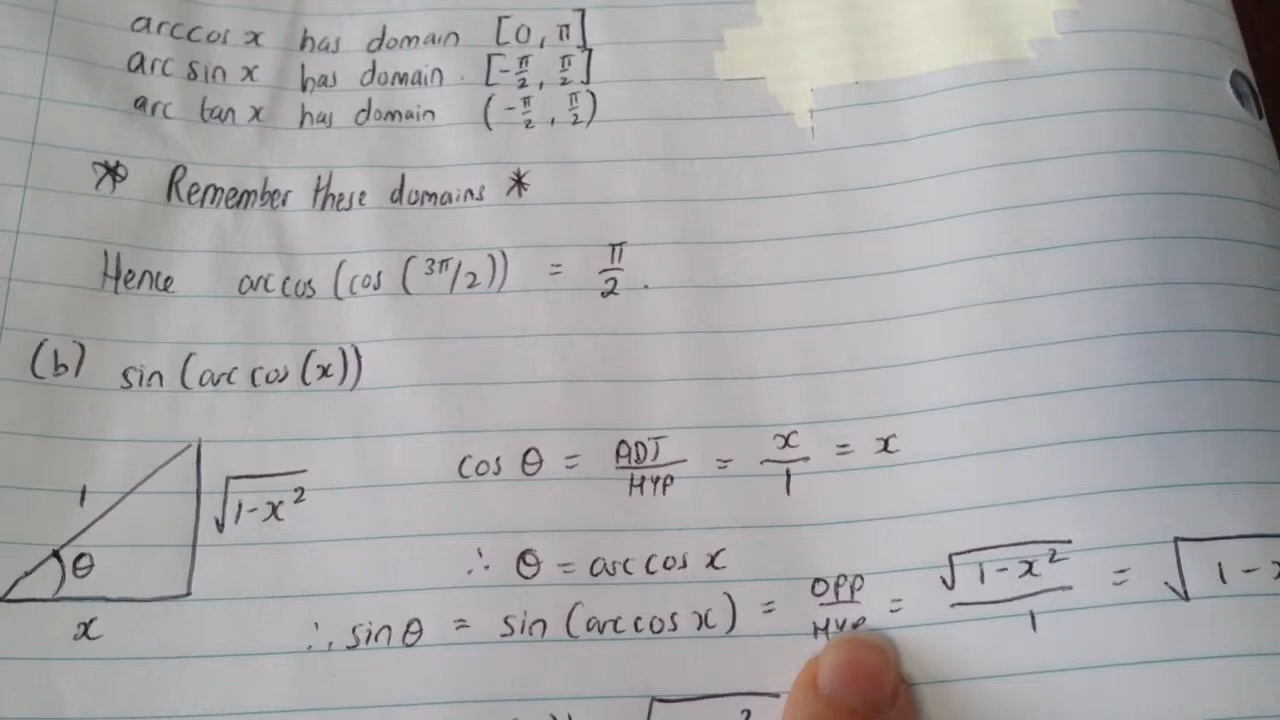 arccos x has domain [0, π]
arc sin x has domain. [-π/2, π/2]
arc tan x has domain (-π/2, π/2)
* Remember these domains *
Hence arccos (cos (3π/2)) = π/2.
(b) sin (arc cos (x))
1
√1-x²
θ
x
cos θ = ADJ/HYP = x/1 = x
∴ θ = arc cos x
∴ sin θ = sin (arccos x) = OPP/HYP = √1-x²/1 = √1-